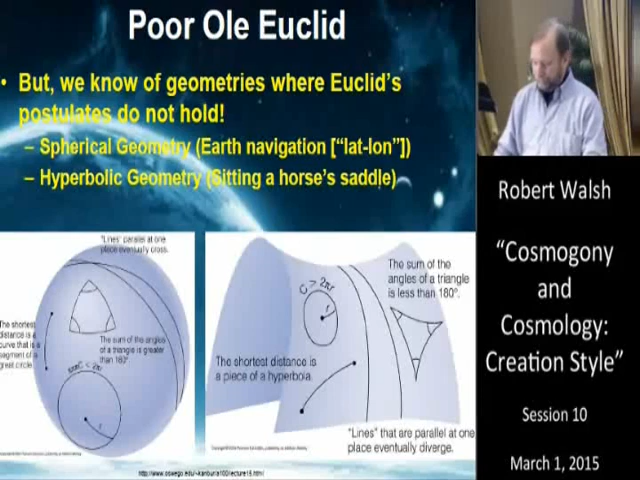 Poor Ole Euclid
• But, we know of geometries where Euclid's
postulates do not hold!
– Spherical Geometry (Earth navigation ["lat-lon"])
– Hyperbolic Geometry (Sitting a horse's saddle)
"Lines" parallel at one
place eventually cross.
The shortest
distance is a
curve that is a
segment of a
great circle.
The sum of the angles
of a triangle is greater
than 180°
C < 2πr
r
C > 2πr
r
The sum of the
angles of a triangle
is less than 180°.
The shortest distance is
a piece of a hyperbola.
"Lines" that are parallel at one
place eventually diverge.
Robert Walsh
"Cosmogony
and
Cosmology:
Creation Style"
Session 10
March 1, 2015